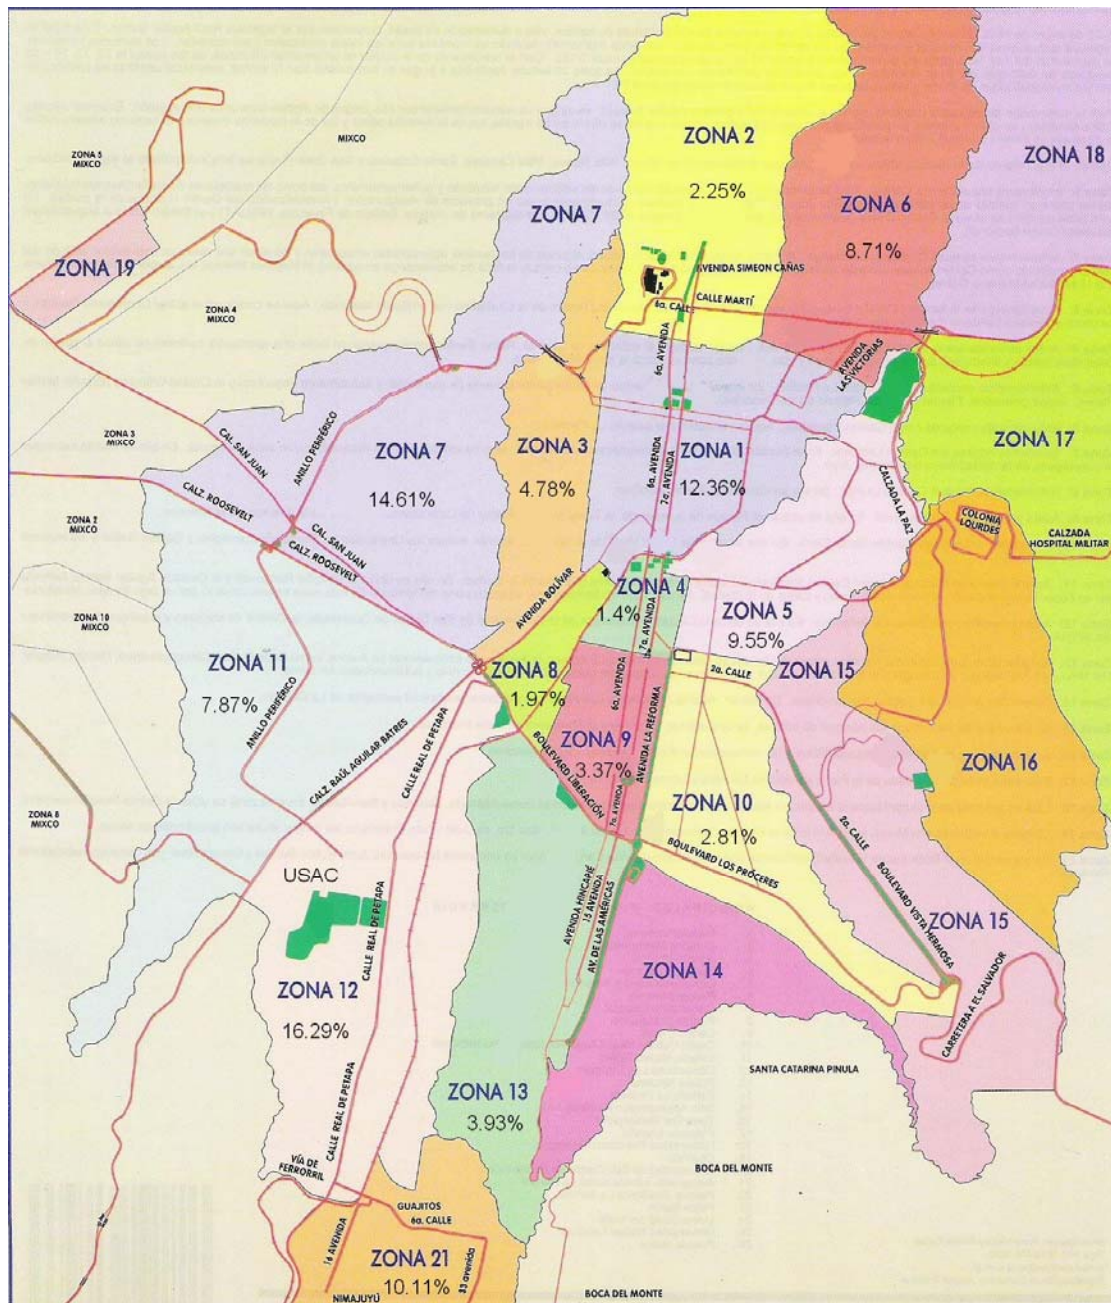 ZONA 5
MIXCO
MIXCO
ZONA 2
2.25%
ZONA 18
ZONA 7
ZONA 6
8.71%
ZONA 19
AVENIDA SIMEON CAÑAS
CALLE MARTÍ
6a. CALLE
ZONA 4
MIXCO
6a. AVENIDA
AVENIDA
LAS VICTORIAS
ZONA 3
MIXCO
CAL. SAN JUAN
ANILLO PERIFÉRICO
ZONA 7
14.61%
ZONA 3
4.78%
6a. AVENIDA
7a. AVENIDA
ZONA 1
12.36%
ZONA 17
CALZ. ROOSEVELT
CALZADA LA PAZ
COLONIA
LOURDES
CALZADA
HOSPITAL MILITAR
ZONA 2
MIXCO
CAL. SAN JUAN
CALZ. ROOSEVELT
AVENIDA BOLÍVAR
ZONA 4
1.4%
7a. AVENIDA
ZONA 5
9.55%
ZONA 10
MIXCO
ZONA 11
7.87%
ANILLO PERIFÉRICO
ZONA 8
1.97%
2a. CALLE
ZONA 15
6a. AVENIDA
AVENIDA LA REFORMA
CALZ. RAÚL AGUILAR BATRES
CALLE REAL DE PETAPA
BOULEVARD LIBERACIÓN
ZONA 9
3.37%
7a. AVENIDA
ZONA 16
ZONA 8
MIXCO
ZONA 10
2.81%
2a. CALLE
BOULEVARD LOS PRÓCERES
BOULEVARD VISTA HERMOSA
USAC
CALLE REAL DE PETAPA
AVENIDA HINCAPIÉ
15 AVENIDA
AV. DE LAS AMÉRICAS
ZONA 15
ZONA 14
CARRETERA A EL SALVADOR
ZONA 12
16.29%
CALLE REAL DE PETAPA
SANTA CATARINA PINULA
ZONA 13
3.93%
VÍA DE
FERRORRIL
BOCA DEL MONTE
GUAJITOS
6a. CALLE
16 AVENIDA
33 avenida
ZONA 21
10.11%
NIMAJUYÚ
BOCA DEL MONTE